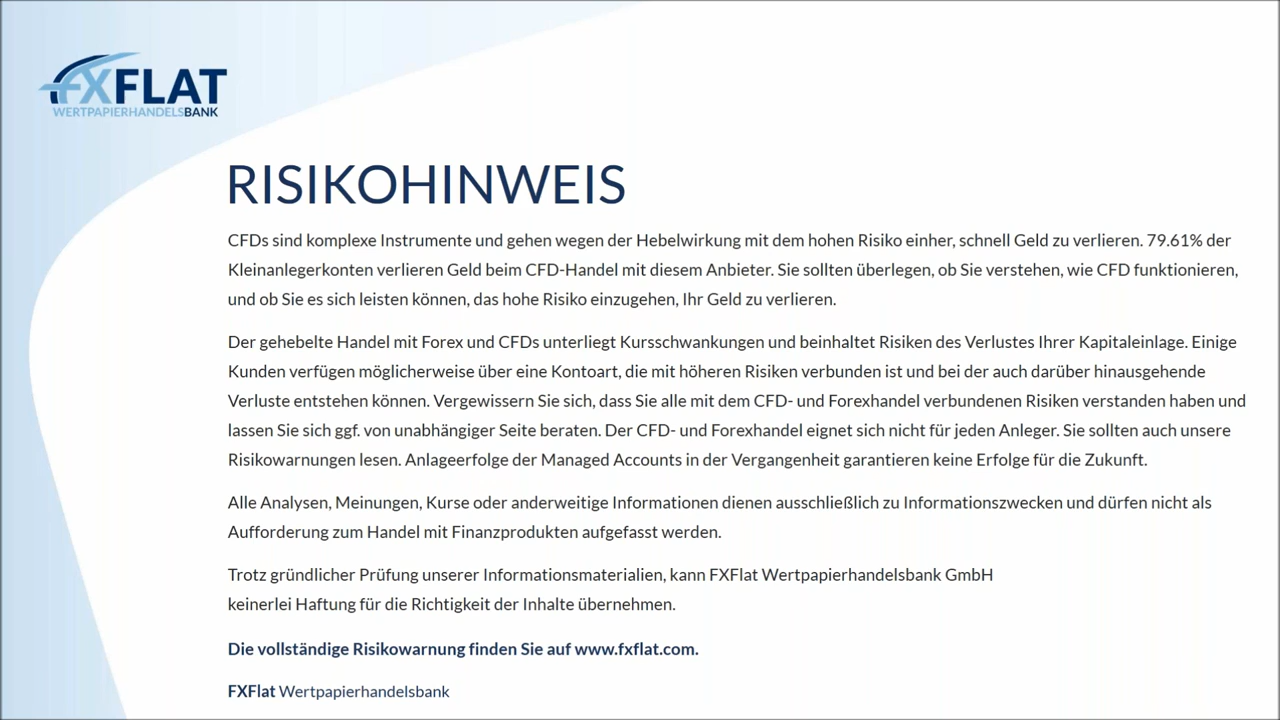 FXFLAT
WERTPAPIERHANDELSBANK
RISIKOHINWEIS
CFDs sind komplexe Instrumente und gehen wegen der Hebelwirkung mit dem hohen Risiko einher, schnell Geld zu verlieren. 79.61% der
Kleinanlegerkonten verlieren Geld beim CFD-Handel mit diesem Anbieter. Sie sollten überlegen, ob Sie verstehen, wie CFD funktionieren,
und ob Sie es sich leisten können, das hohe Risiko einzugehen, Ihr Geld zu verlieren.
Der gehebelte Handel mit Forex und CFDs unterliegt Kursschwankungen und beinhaltet Risiken des Verlustes Ihrer Kapitaleinlage. Einige
Kunden verfügen möglicherweise über eine Kontoart, die mit höheren Risiken verbunden ist und bei der auch darüber hinausgehende
Verluste entstehen können. Vergewissern Sie sich, dass Sie alle mit dem CFD- und Forexhandel verbundenen Risiken verstanden haben und
lassen Sie sich ggf. von unabhängiger Seite beraten. Der CFD- und Forexhandel eignet sich nicht für jeden Anleger. Sie sollten auch unsere
Risikowarnungen lesen. Anlageerfolge der Managed Accounts in der Vergangenheit garantieren keine Erfolge für die Zukunft.
Alle Analysen, Meinungen, Kurse oder anderweitige Informationen dienen ausschließlich zu Informationszwecken und dürfen nicht als
Aufforderung zum Handel mit Finanzprodukten aufgefasst werden.
Trotz gründlicher Prüfung unserer Informationsmaterialien, kann FXFlat Wertpapierhandelsbank GmbH
keinerlei Haftung für die Richtigkeit der Inhalte übernehmen.
Die vollständige Risikowarnung finden Sie auf www.fxflat.com.
FXFlat Wertpapierhandelsbank